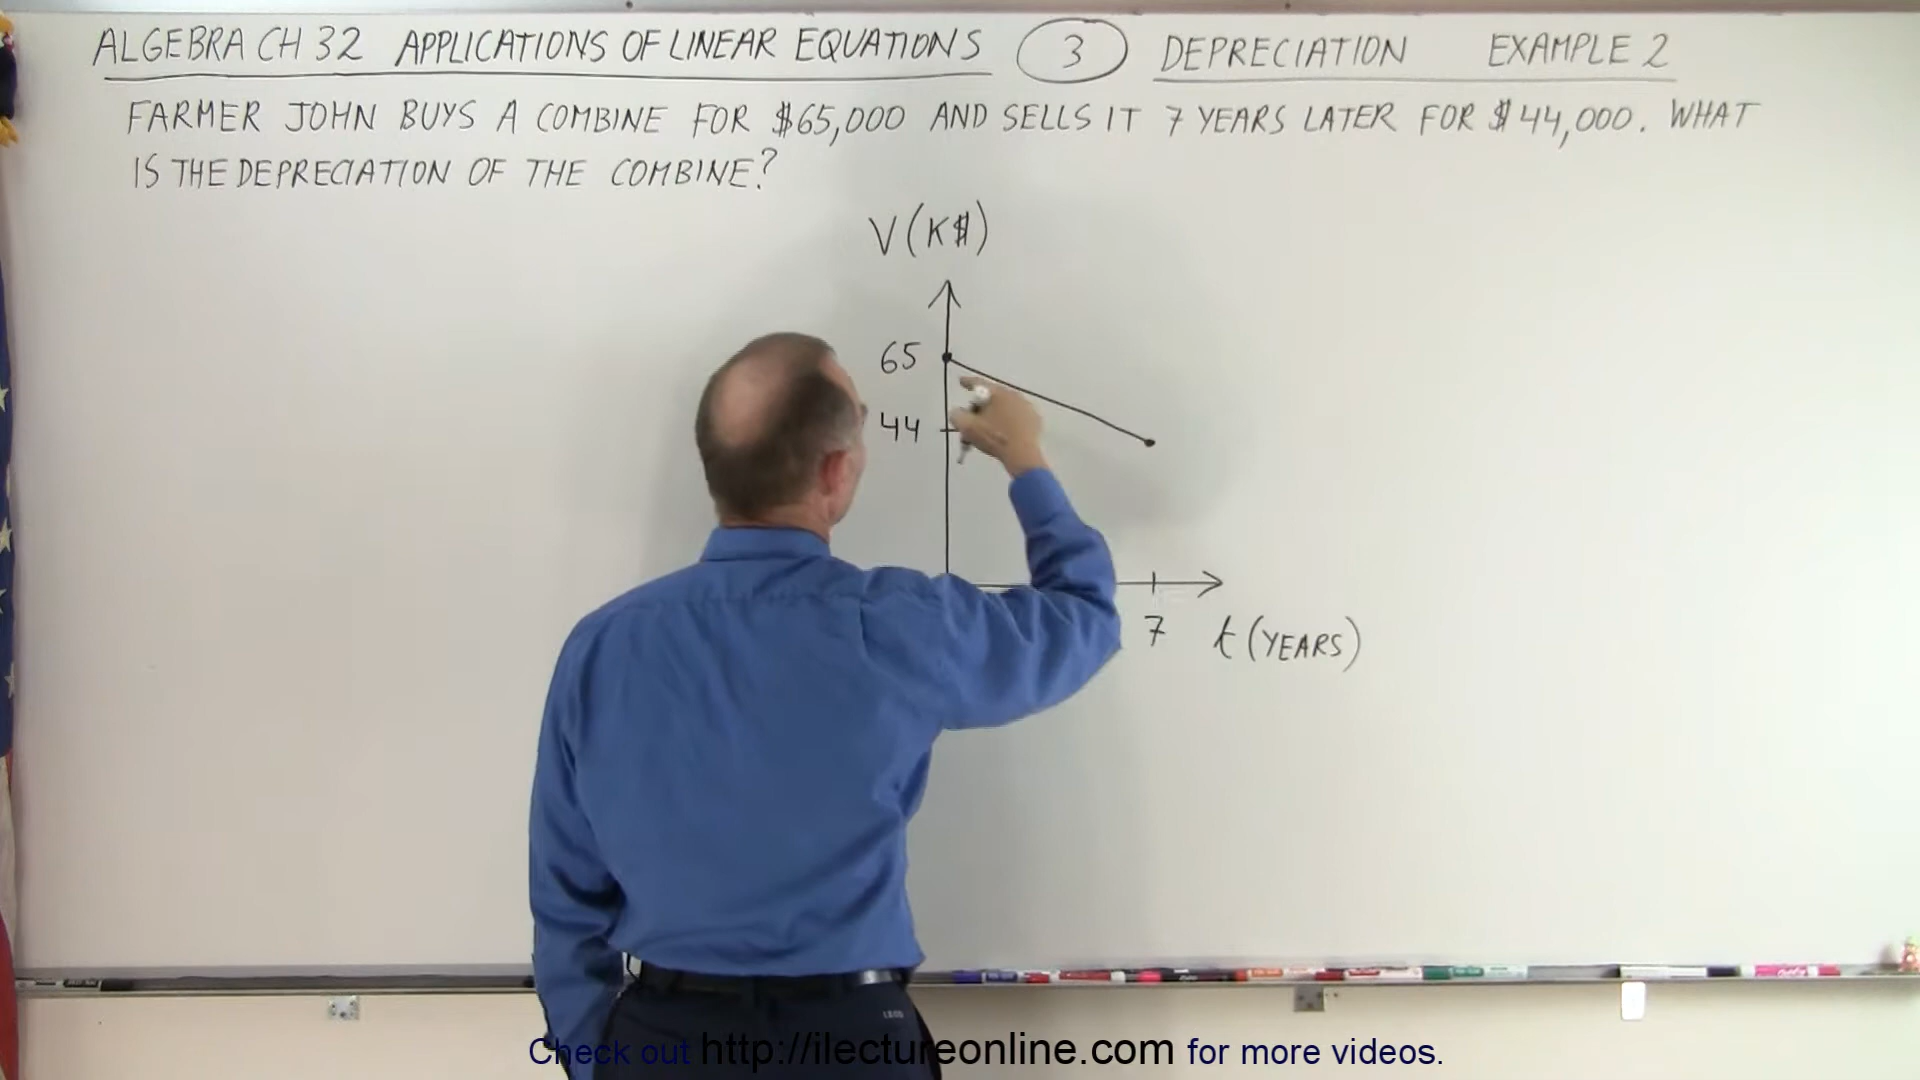 ALGEBRA CH 32 APPLICATIONS OF LINEAR EQUATIONS 3 DEPRECIATION EXAMPLE 2
FARMER JOHN BUYS A COMBINE FOR $65,000 AND SELLS IT 7 YEARS LATER FOR $44,000. WHAT
IS THE DEPRECIATION OF THE COMBINE?
V (K$)
65
44
7 t (YEARS)
Check out http://ilectureonline.com for more videos.